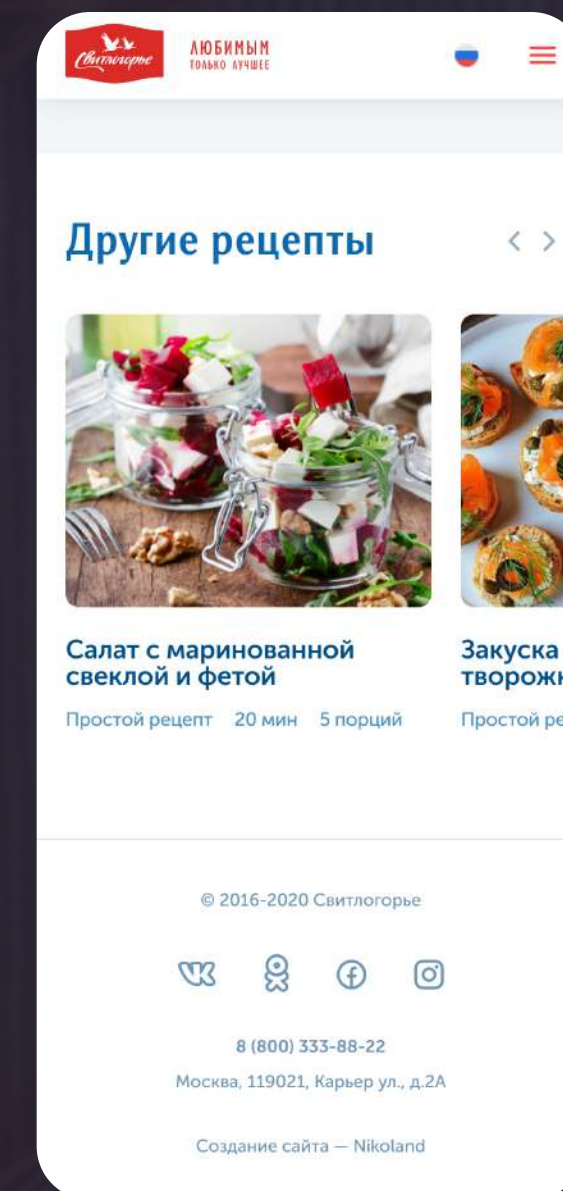 Свитлогорье
ЛЮБИМЫМ
ТОЛЬКО ЛУЧШЕЕ
Другие рецепты
Салат с маринованной
свеклой и фетой
Простой рецепт 20 мин 5 порций
Закуска
творожн
Простой ре
© 2016-2020 Свитлогорье
8 (800) 333-88-22
Москва, 119021, Карьер ул., д.2А
Создание сайта — Nikoland